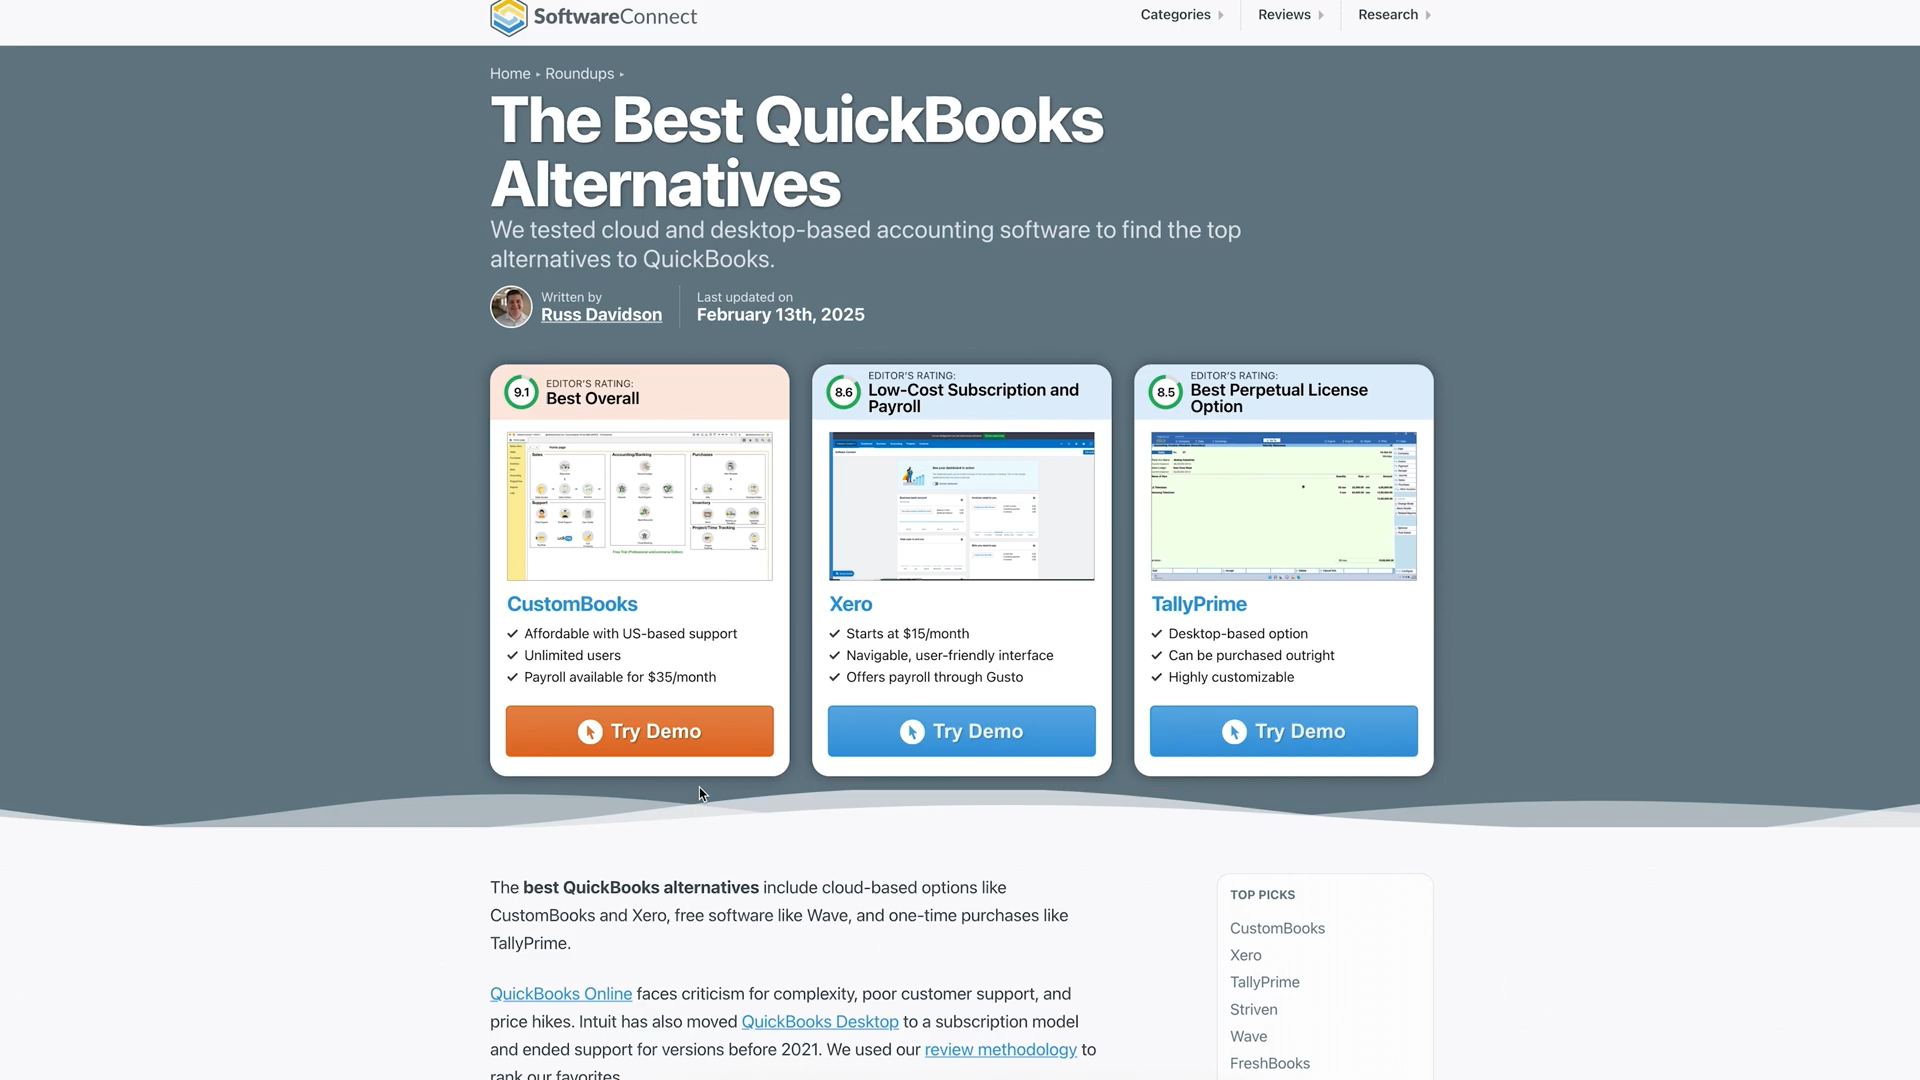 SoftwareConnect
Categories
Reviews
Research
Home
Roundups
The Best QuickBooks
Alternatives
We tested cloud and desktop-based accounting software to find the top
alternatives to QuickBooks.
Written by
Russ Davidson
Last updated on
February 13th, 2025
9.1
EDITOR'S RATING:
Best Overall
CustomBooks
Affordable with US-based support
Unlimited users
Payroll available for $35/month
Try Demo
8.6
EDITOR'S RATING:
Low-Cost Subscription and
Payroll
Xero
Starts at $15/month
Navigable, user-friendly interface
Offers payroll through Gusto
Try Demo
8.5
EDITOR'S RATING:
Best Perpetual License
Option
TallyPrime
Desktop-based option
Can be purchased outright
Highly customizable
Try Demo
The best QuickBooks alternatives include cloud-based options like
CustomBooks and Xero, free software like Wave, and one-time purchases like
TallyPrime.
QuickBooks Online faces criticism for complexity, poor customer support, and
price hikes. Intuit has also moved QuickBooks Desktop to a subscription model
and ended support for versions before 2021. We used our review methodology to
rank our favorites.
TOP PICKS
CustomBooks
Xero
TallyPrime
Striven
Wave
FreshBooks